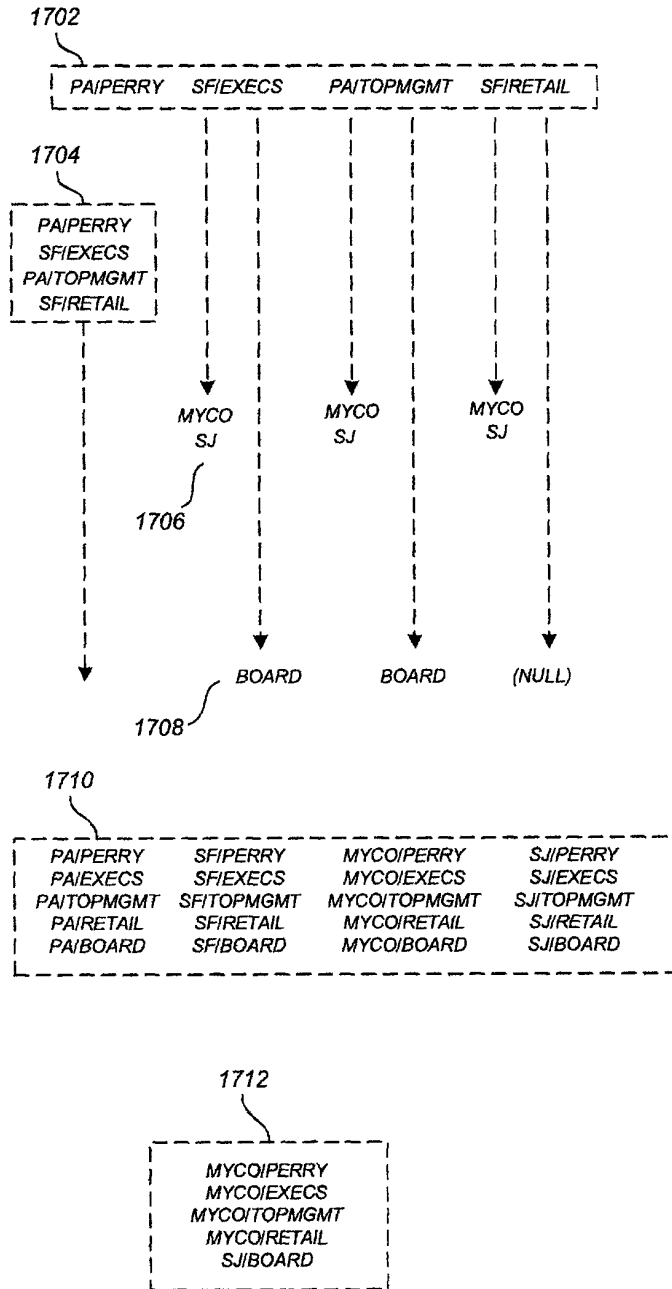 1702
PA/PERRY SF/EXECS PA/TOPMGMT SF/RETAIL
1704
PA/PERRY
SF/EXECS
PA/TOPMGMT
SF/RETAIL
MYCO SJ
MYCO SJ
MYCO SJ
1706
BOARD BOARD (NULL)
1708
1710
PA/PERRY SF/PERRY MYCO/PERRY SJ/PERRY
PA/EXECS SF/EXECS MYCO/EXECS SJ/EXECS
PA/TOPMGMT SF/TOPMGMT MYCO/TOPMGMT SJ/TOPMGMT
PA/RETAIL SF/RETAIL MYCO/RETAIL SJ/RETAIL
PA/BOARD SF/BOARD MYCO/BOARD SJ/BOARD
1712
MYCO/PERRY
MYCO/EXECS
MYCO/TOPMGMT
MYCO/RETAIL
SJ/BOARD